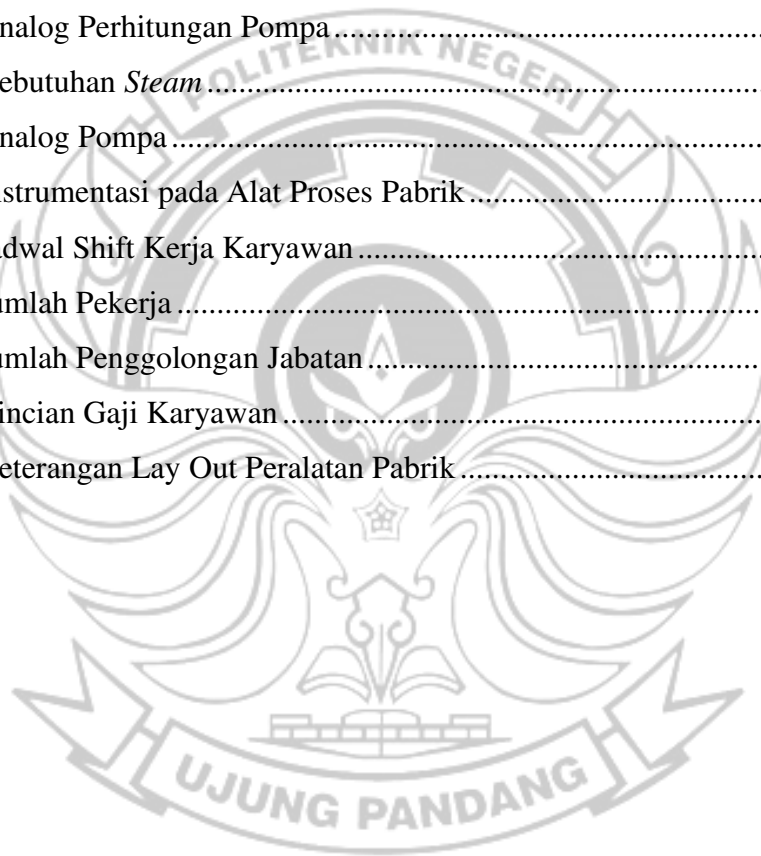 nalog Perhitungan Pompa
ebutuhan Steam
nalog Pompa
nstrumentasi pada Alat Proses Pabrik
adwal Shift Kerja Karyawan
umlah Pekerja
umlah Penggolongan Jabatan
incian Gaji Karyawan
eterangan Lay Out Peralatan Pabrik
POLITEKNIK NEGERI
UJUNG PANDANG